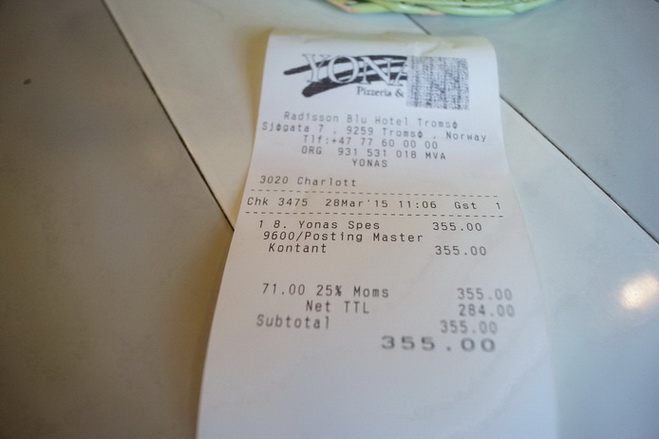 YONA
Pizzeria &
Radisson Blu Hotel Tromsø
Sjøgata 7 . 9259 Tromsø . Norway
Tlf:+47 77 60 00 00
ORG 931 531 018 MVA
YONAS
3020 Charlott
Chk 3475 28Mar'15 11:06 Gst 1
1 8. Yonas Spes 355.00
9600/Posting Master
Kontant 355.00
71.00 25% Moms 355.00
Net TTL 284.00
Subtotal 355.00
355.00